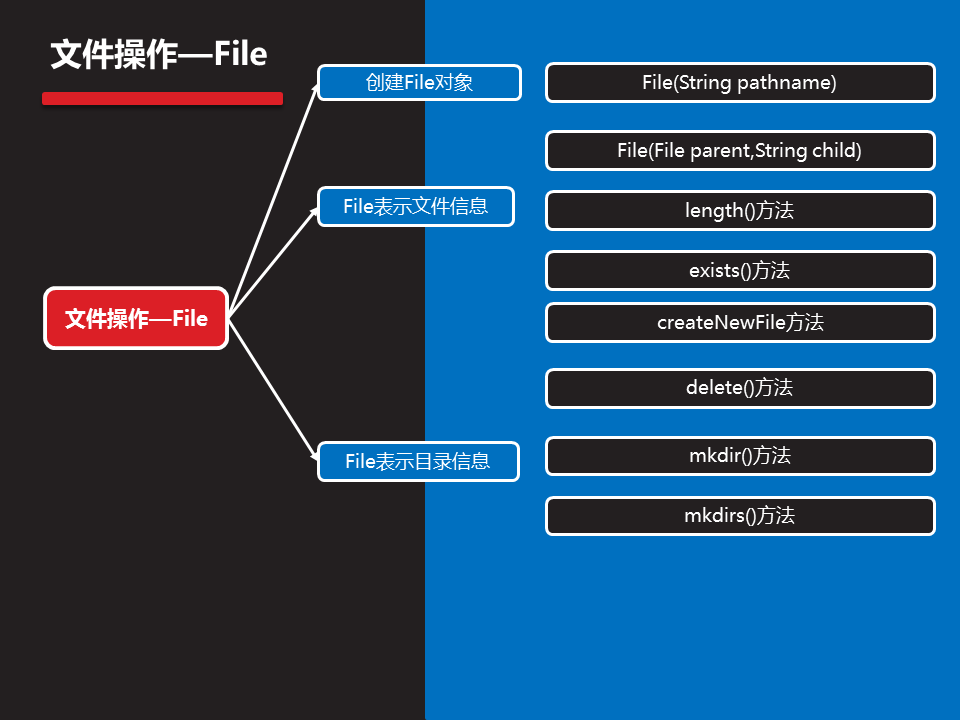 文件操作—File
创建File对象
File(String pathname)
File(File parent,String child)
File表示文件信息
length()方法
exists()方法
文件操作—File
createNewFile方法
delete()方法
File表示目录信息
mkdir()方法
mkdirs()方法